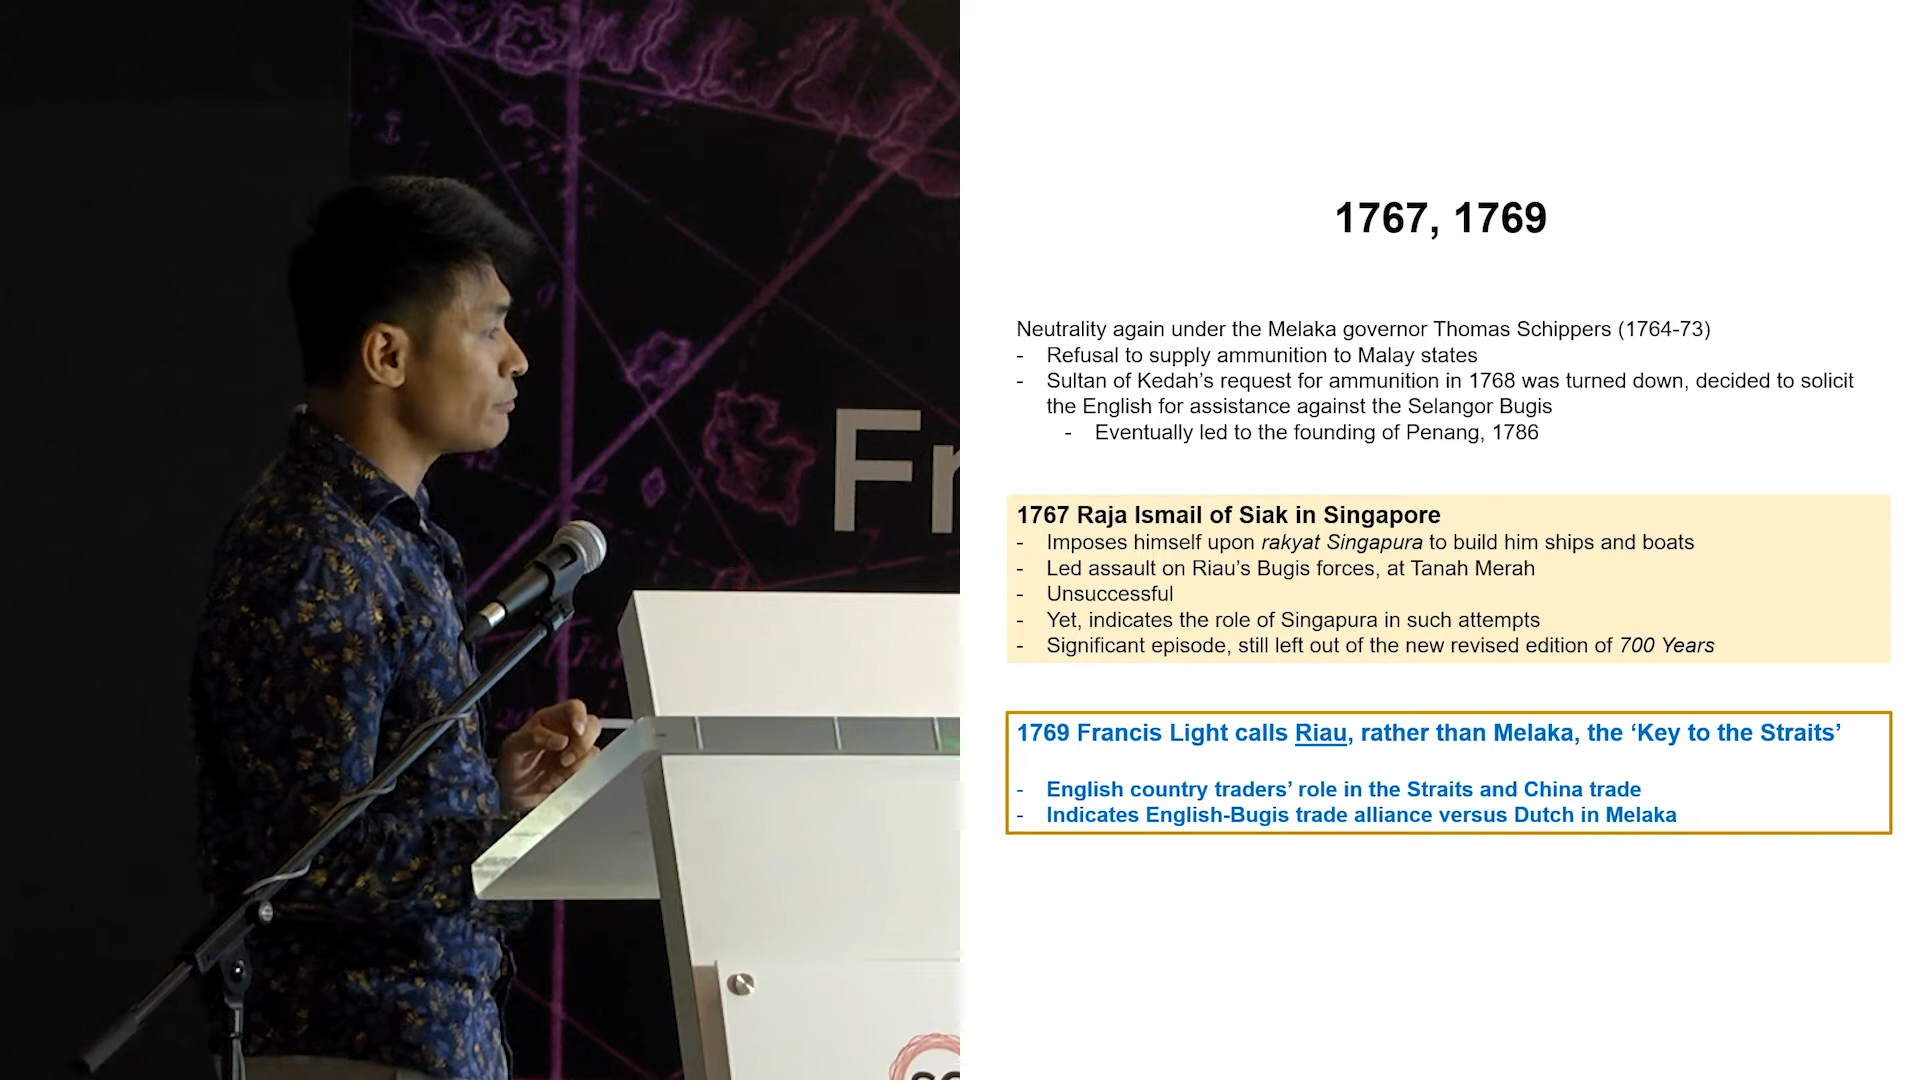 Fr
1767, 1769
Neutrality again under the Melaka governor Thomas Schippers (1764-73)
- Refusal to supply ammunition to Malay states
- Sultan of Kedah's request for ammunition in 1768 was turned down, decided to solicit
the English for assistance against the Selangor Bugis
- Eventually led to the founding of Penang, 1786
1767 Raja Ismail of Siak in Singapore
- Imposes himself upon rakyat Singapura to build him ships and boats
- Led assault on Riau's Bugis forces, at Tanah Merah
- Unsuccessful
- Yet, indicates the role of Singapura in such attempts
- Significant episode, still left out of the new revised edition of 700 Years
1769 Francis Light calls Riau, rather than Melaka, the ‘Key to the Straits’
- English country traders’ role in the Straits and China trade
- Indicates English-Bugis trade alliance versus Dutch in Melaka